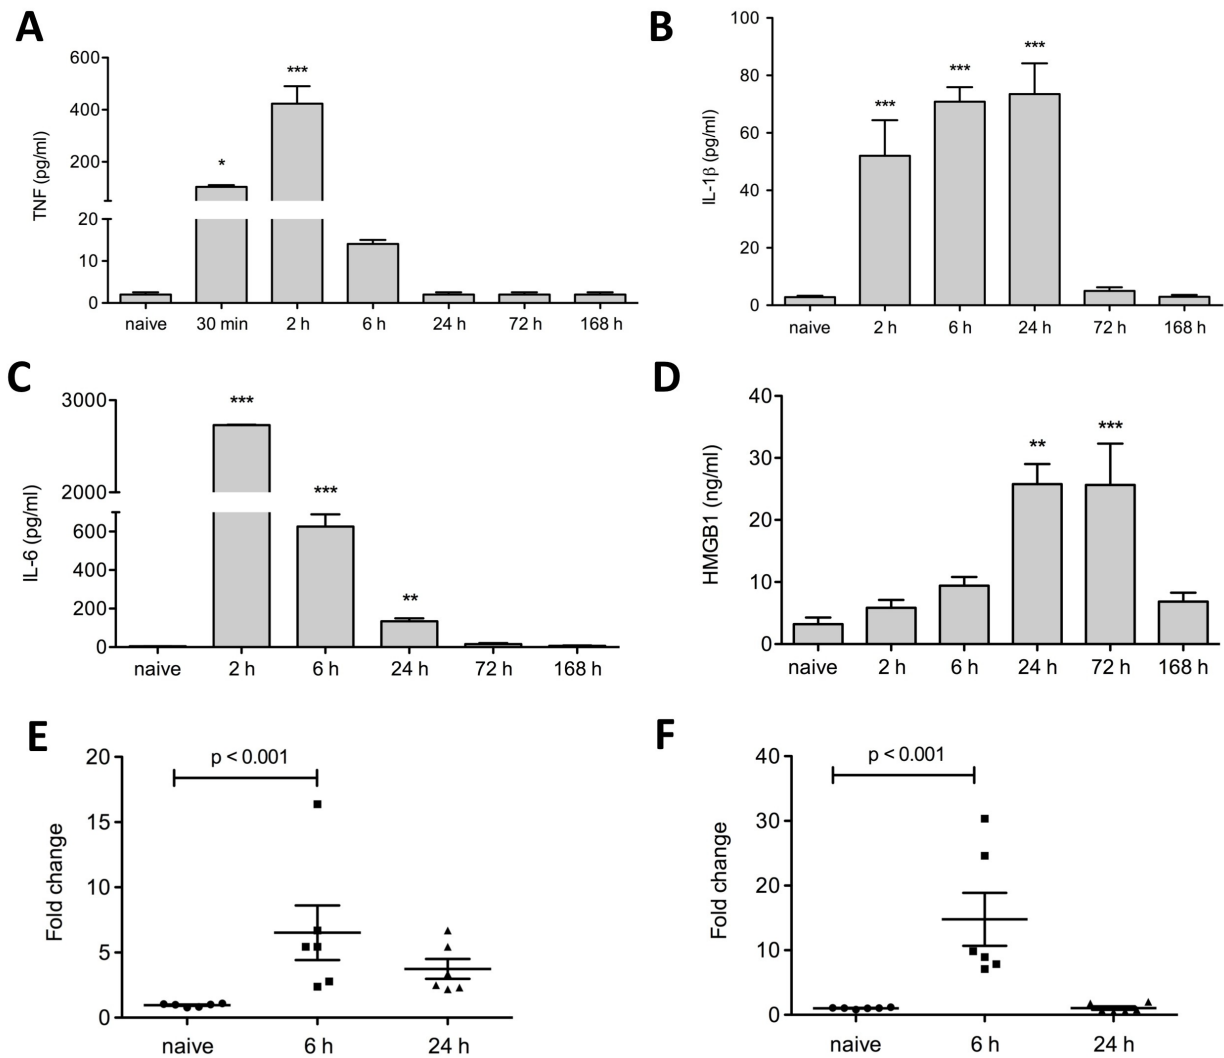 A
TNF (pg/ml)
600
400
200
20
10
0
*
***
naive 30 min 2 h 6 h 24 h 72 h 168 h
B
IL-1β (pg/ml)
100
80
60
40
20
0
***
***
***
naive 2 h 6 h 24 h 72 h 168 h
C
IL-6 (pg/ml)
3000
2000
600
400
200
0
***
***
**
naive 2 h 6 h 24 h 72 h 168 h
D
HMGB1 (ng/ml)
40
30
20
10
0
**
***
naive 2 h 6 h 24 h 72 h 168 h
E
Fold change
20
15
10
5
0
p < 0.001
naive 6 h 24 h
F
Fold change
40
30
20
10
0
p < 0.001
naive 6 h 24 h